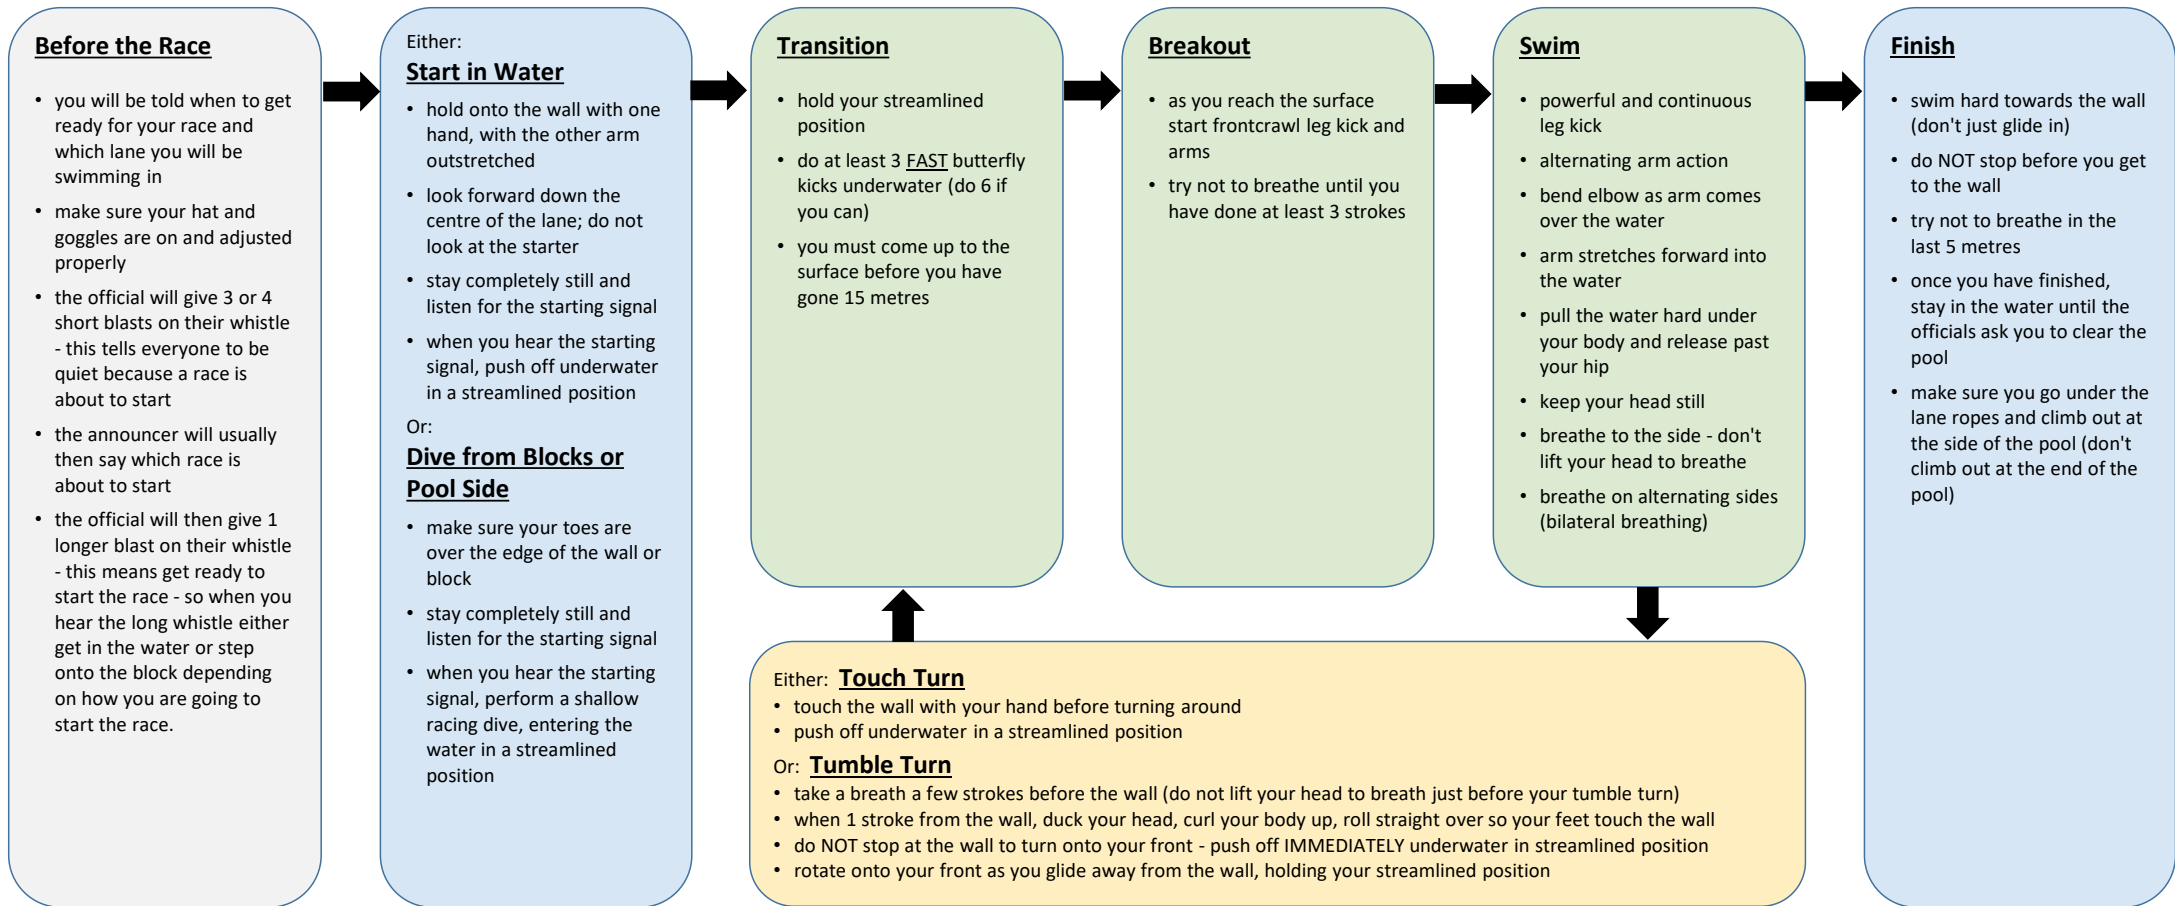 Before the Race
• you will be told when to get
ready for your race and
which lane you will be
swimming in
• make sure your hat and
goggles are on and adjusted
properly
• the official will give 3 or 4
short blasts on their whistle
- this tells everyone to be
quiet because a race is
about to start
• the announcer will usually
then say which race is
about to start
• the official will then give 1
longer blast on their whistle
- this means get ready to
start the race - so when you
hear the long whistle either
get in the water or step
onto the block depending
on how you are going to
start the race.
Either:
Start in Water
• hold onto the wall with one
hand, with the other arm
outstretched
• look forward down the
centre of the lane; do not
look at the starter
• stay completely still and
listen for the starting signal
• when you hear the starting
signal, push off underwater
in a streamlined position
Or:
Dive from Blocks or
Pool Side
• make sure your toes are
over the edge of the wall or
block
• stay completely still and
listen for the starting signal
• when you hear the starting
signal, perform a shallow
racing dive, entering the
water in a streamlined
position
Transition
• hold your streamlined
position
• do at least 3 FAST butterfly
kicks underwater (do 6 if
you can)
• you must come up to the
surface before you have
gone 15 metres
Breakout
• as you reach the surface
start frontcrawl leg kick and
arms
• try not to breathe until you
have done at least 3 strokes
Swim
• powerful and continuous
leg kick
• alternating arm action
• bend elbow as arm comes
over the water
• arm stretches forward into
the water
• pull the water hard under
your body and release past
your hip
• keep your head still
• breathe to the side - don't
lift your head to breathe
• breathe on alternating sides
(bilateral breathing)
Either: Touch Turn
• touch the wall with your hand before turning around
• push off underwater in a streamlined position
Or: Tumble Turn
• take a breath a few strokes before the wall (do not lift your head to breath just before your tumble turn)
• when 1 stroke from the wall, duck your head, curl your body up, roll straight over so your feet touch the wall
• do NOT stop at the wall to turn onto your front - push off IMMEDIATELY underwater in streamlined position
• rotate onto your front as you glide away from the wall, holding your streamlined position
Finish
• swim hard towards the wall
(don't just glide in)
• do NOT stop before you get
to the wall
• try not to breathe in the
last 5 metres
• once you have finished,
stay in the water until the
officials ask you to clear the
pool
• make sure you go under the
lane ropes and climb out at
the side of the pool (don't
climb out at the end of the
pool)